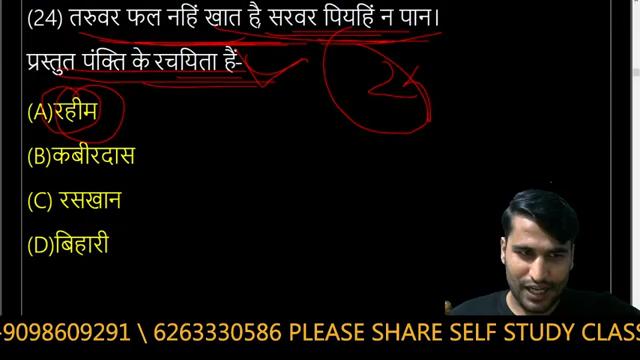 (24) तरुवर फल नहिं खात है सरवर पियहिं न पान।
प्रस्तुत पंक्ति के रचयिता हैं-
(A)रहीम
(B)कबीरदास
(C) रसखान
(D)बिहारी
-9098609291 \ 6263330586 PLEASE SHARE SELF STUDY CLASS